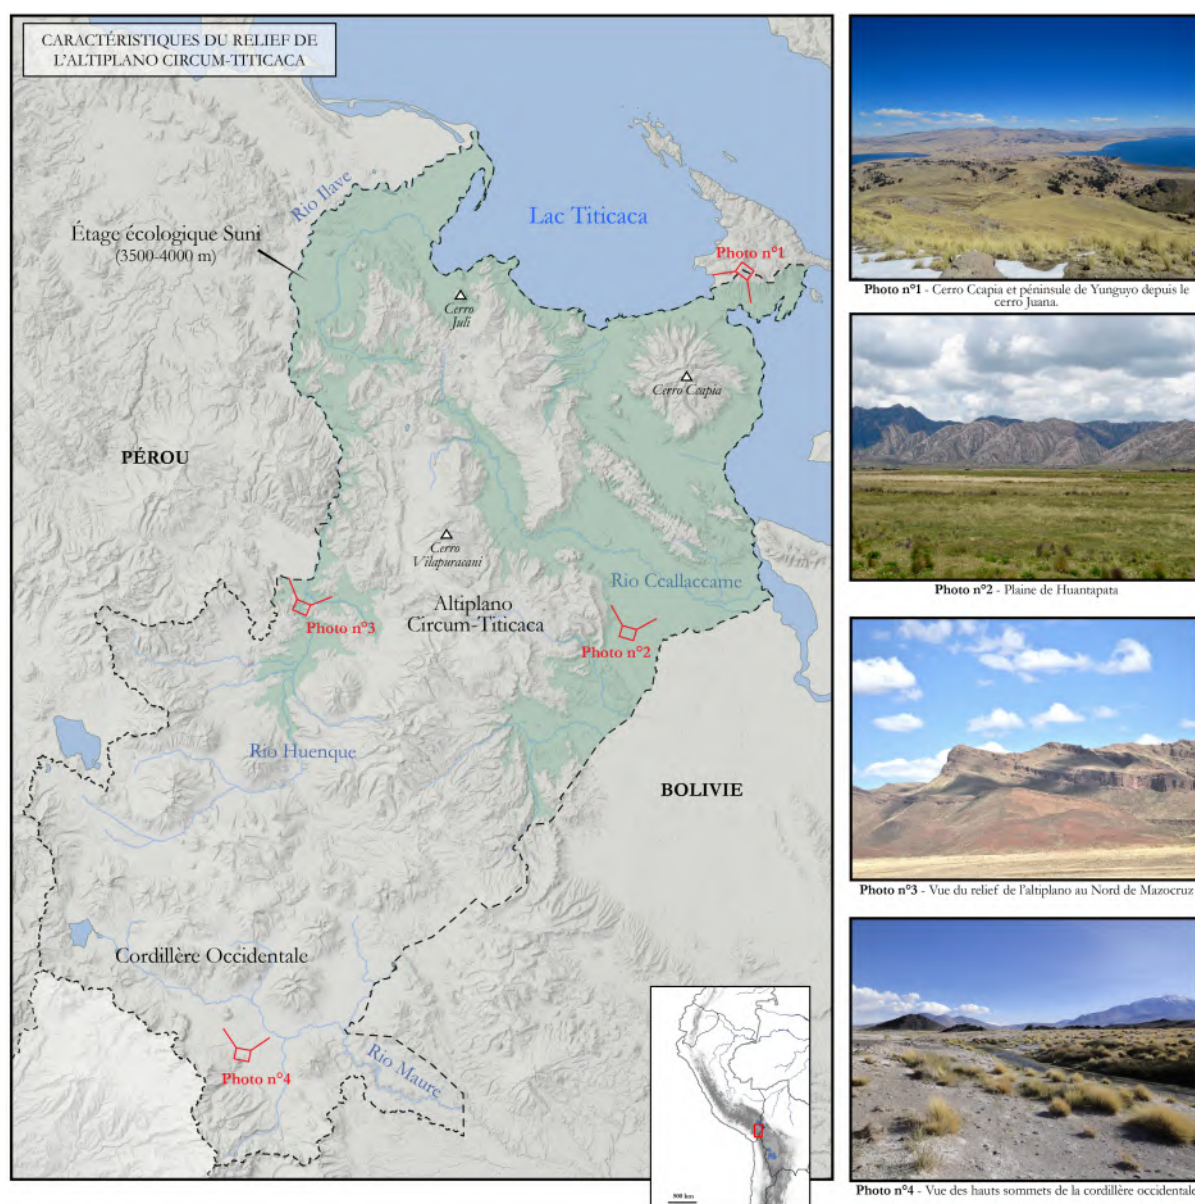 CARACTÉRISTIQUES DU RELIEF DE
L'ALTIPLANO CIRCUM-TITICACA
Rio Ilave
Lac Titicaca
Étage écologique Suni
(3500-4000 m)
Photo n°1
Cerro
Juli
Cerro Ccapia
PÉROU
Cerro
Vilapuracani
Rio Ccallaccame
Altiplano
Circum-Titicaca
Photo n°3
Photo n°2
Rio Huenque
BOLIVIE
Cordillère Occidentale
Rio Maure
Photo n°4
500 km
Photo n°1 - Cerro Ccapia et péninsule de Yunguyo depuis le
cerro Juana.
Photo n°2 - Plaine de Huantapata
Photo n°3 - Vue du relief de l'altiplano au Nord de Mazocruz
Photo n°4 - Vue des hauts sommets de la cordillère occidentale